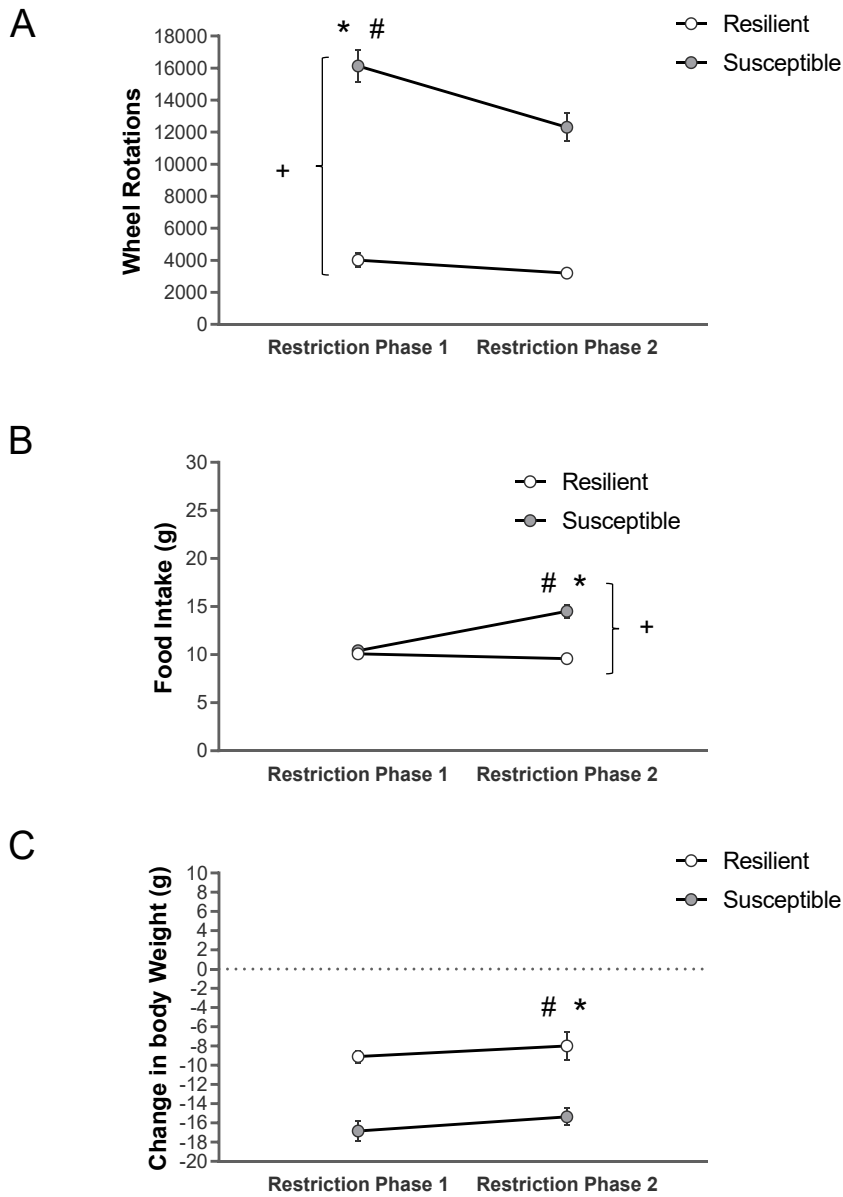 A
* #
Resilient
Susceptible
18000
16000
14000
12000
10000
8000
6000
4000
2000
0
+
Wheel Rotations
Restriction Phase 1 Restriction Phase 2
B
30
25
20
15
10
5
0
Food Intake (g)
Resilient
Susceptible
# *
+
Restriction Phase 1 Restriction Phase 2
C
10
8
6
4
2
0
-2
-4
-6
-8
-10
-12
-14
-16
-18
-20
Change in body Weight (g)
Resilient
Susceptible
# *
Restriction Phase 1 Restriction Phase 2